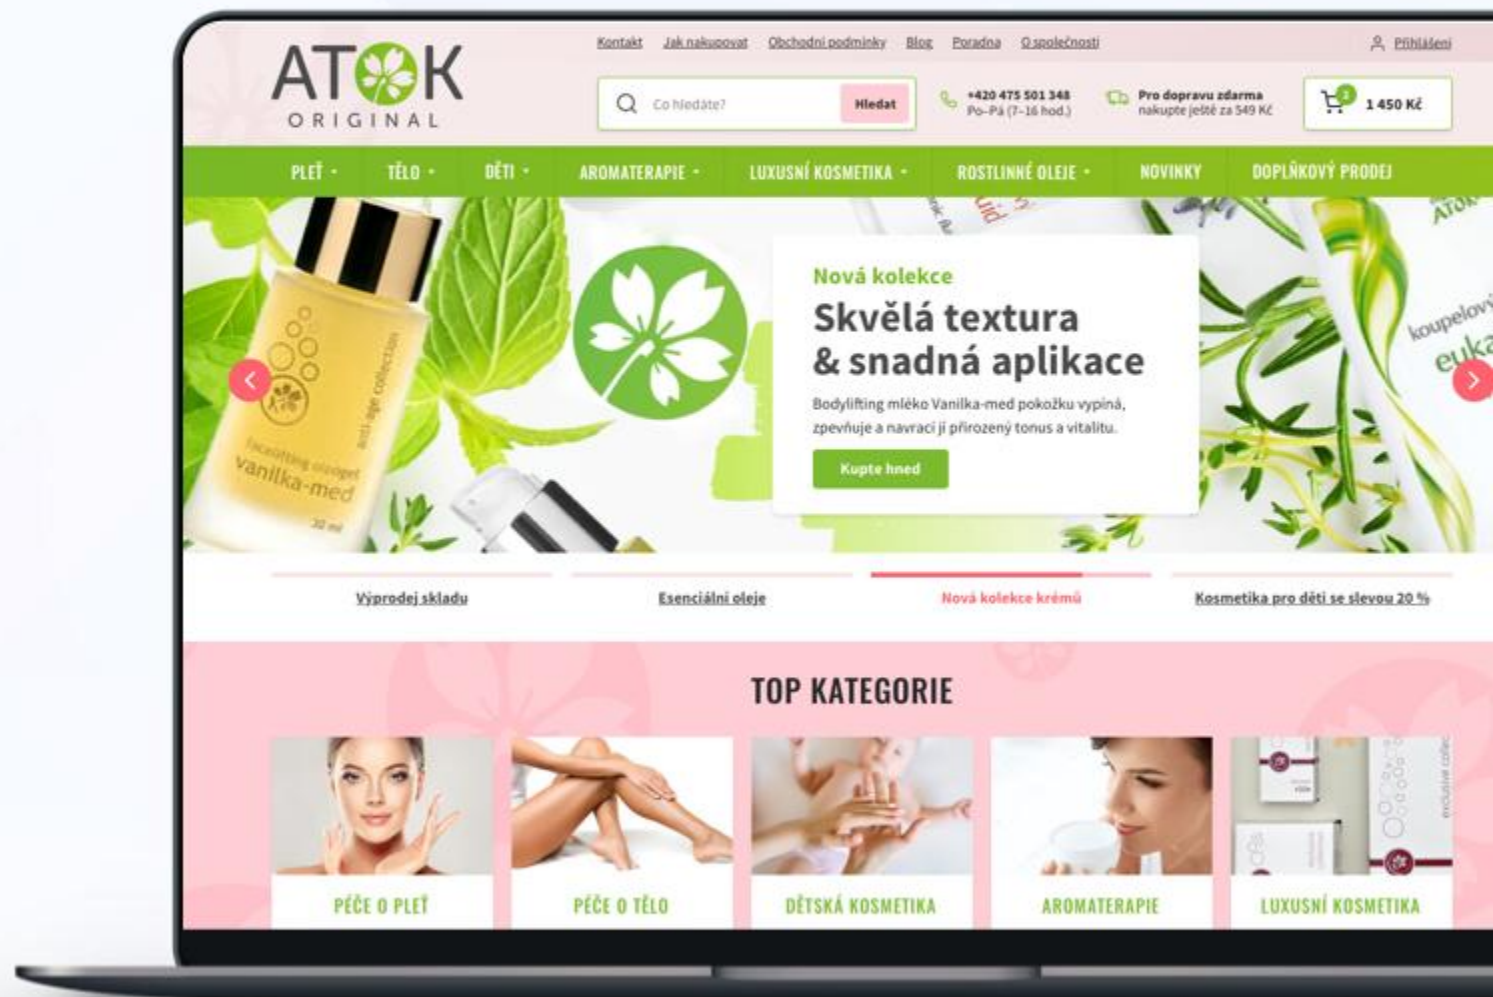 Kontakt Jak nakupovat Obchodní podmínky Blog Poradna O společnosti Přihlášení
ATOK
ORIGINAL
Co hledáte? Hledat
+420 475 501 348
Po–Pá (7–16 hod.)
Pro dopravu zdarma
nakupte ještě za 549 Kč
1 450 Kč
PLEŤ TĚLO DĚTI AROMATERAPIE LUXUSNÍ KOSMETIKA ROSTLINNÉ OLEJE NOVINKY DOPLŇKOVÝ PRODEJ
anti-age collection
vanilka-med
30 ml
Nová kolekce
Skvělá textura
& snadná aplikace
Bodylifting mléko Vanilka-med pokožku vypíná,
zpevňuje a navrací jí přirozený tonus a vitalitu.
Kupte hned
ATOK
koupelový
Výprodej skladu Esenciální oleje Nová kolekce krémů Kosmetika pro děti se slevou 20 %
TOP KATEGORIE
PÉČE O PLEŤ PÉČE O TĚLO DĚTSKÁ KOSMETIKA AROMATERAPIE LUXUSNÍ KOSMETIKA